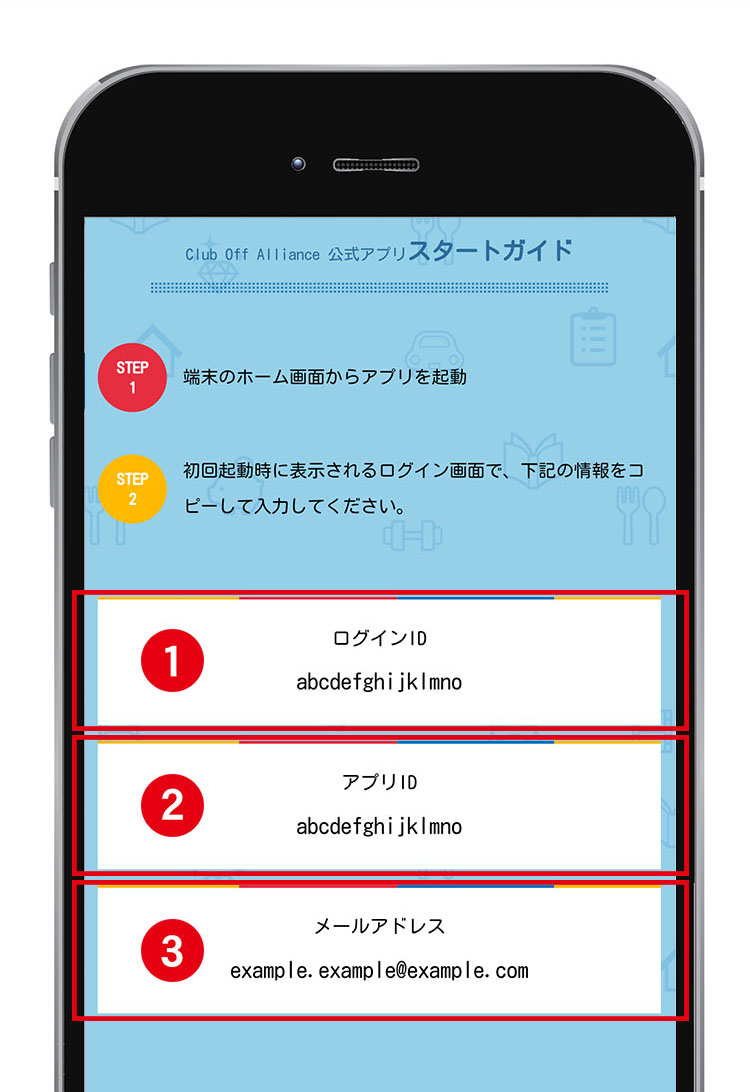 Club Off Alliance 公式アプリスタートガイド
STEP
1
端末のホーム画面からアプリを起動
STEP
2
初回起動時に表示されるログイン画面で、下記の情報をコ
ピーして入力してください。
1
ログインID
abcdefghijklmno
2
アプリID
abcdefghijklmno
3
メールアドレス
example.example@example.com